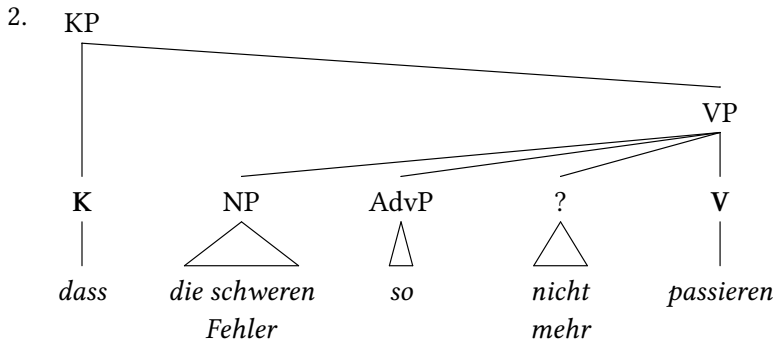 2. KP
VP
K NP AdvP ? V
dass die schweren so nicht passieren
Fehler mehr